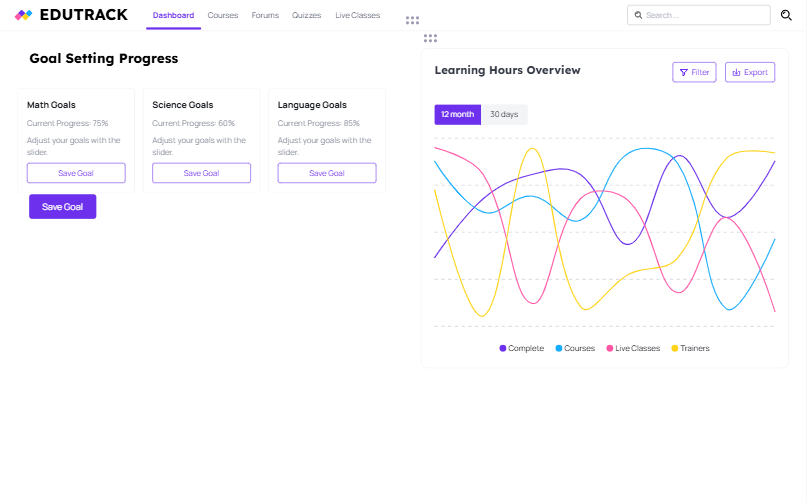 EDUTRACK
Dashboard
Courses
Forums
Quizzes
Live Classes
Search...
Goal Setting Progress
Math Goals
Current Progress: 75%
Adjust your goals with the
slider.
Save Goal
Science Goals
Current Progress: 60%
Adjust your goals with the
slider.
Save Goal
Language Goals
Current Progress: 85%
Adjust your goals with the
slider.
Save Goal
Save Goal
Learning Hours Overview
Filter
Export
12 month
30 days
Complete
Courses
Live Classes
Trainers